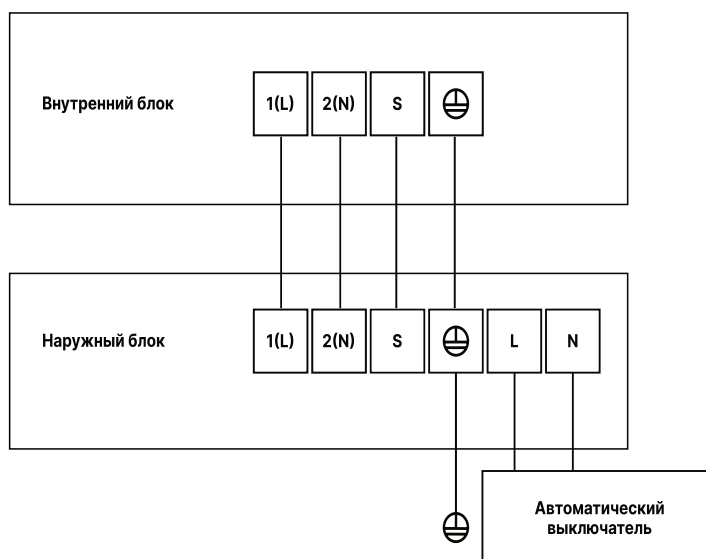 Внутренний блок
1(L) 2(N) S
Наружный блок
1(L) 2(N) S L N
Автоматический
выключатель